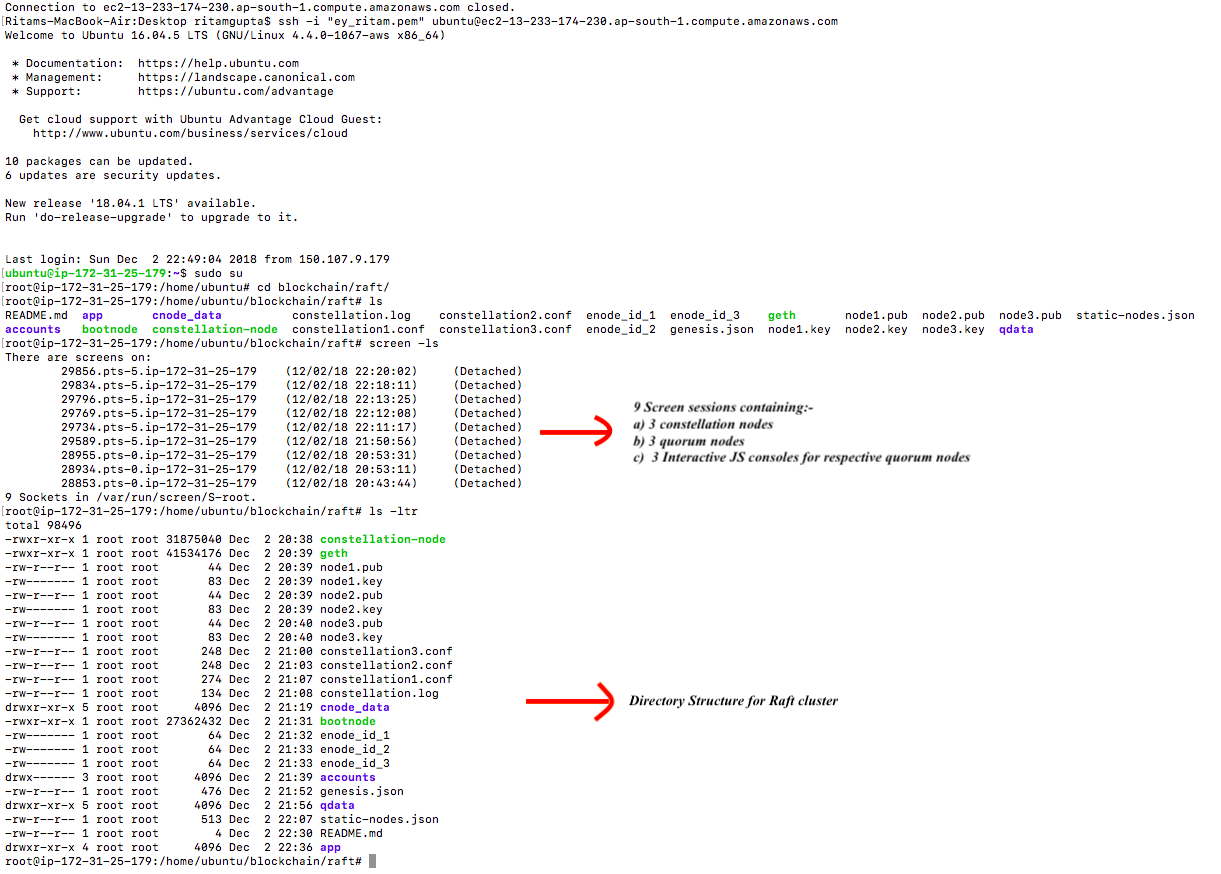 Connection to ec2-13-233-174-230.ap-south-1.compute.amazonaws.com closed.
[Ritams-MacBook-Air:Desktop ritamgupta$ ssh -i "ey_ritam.pem" ubuntu@ec2-13-233-174-230.ap-south-1.compute.amazonaws.com
Welcome to Ubuntu 16.04.5 LTS (GNU/Linux 4.4.0-1067-aws x86_64)
* Documentation:  https://help.ubuntu.com
* Management:     https://landscape.canonical.com
* Support:        https://ubuntu.com/advantage
Get cloud support with Ubuntu Advantage Cloud Guest:
http://www.ubuntu.com/business/services/cloud
10 packages can be updated.
6 updates are security updates.
New release '18.04.1 LTS' available.
Run 'do-release-upgrade' to upgrade to it.
Last login: Sun Dec  2 22:49:04 2018 from 150.107.9.179
[ubuntu@ip-172-31-25-179:~$ sudo su
[root@ip-172-31-25-179:/home/ubuntu# cd blockchain/raft/
[root@ip-172-31-25-179:/home/ubuntu/blockchain/raft# ls
README.md  app       cnode_data          constellation.log    constellation2.conf  enode_id_1  enode_id_3    geth       node1.pub  node2.pub  node3.pub  static-nodes.json
accounts   bootnode  constellation-node  constellation1.conf  constellation3.conf  enode_id_2  genesis.json  node1.key  node2.key  node3.key  qdata
[root@ip-172-31-25-179:/home/ubuntu/blockchain/raft# screen -ls
There are screens on:
29856.pts-5.ip-172-31-25-179    (12/02/18 22:20:02)     (Detached)
29834.pts-5.ip-172-31-25-179    (12/02/18 22:18:11)     (Detached)
29796.pts-5.ip-172-31-25-179    (12/02/18 22:13:25)     (Detached)
29769.pts-5.ip-172-31-25-179    (12/02/18 22:12:08)     (Detached)
29734.pts-5.ip-172-31-25-179    (12/02/18 22:11:17)     (Detached)
29589.pts-5.ip-172-31-25-179    (12/02/18 21:50:56)     (Detached)
28955.pts-0.ip-172-31-25-179    (12/02/18 20:53:31)     (Detached)
28934.pts-0.ip-172-31-25-179    (12/02/18 20:53:11)     (Detached)
28853.pts-0.ip-172-31-25-179    (12/02/18 20:43:44)     (Detached)
9 Screen sessions containing:-
a) 3 constellation nodes
b) 3 quorum nodes
c)  3 Interactive JS consoles for respective quorum nodes
9 Sockets in /var/run/screen/S-root.
[root@ip-172-31-25-179:/home/ubuntu/blockchain/raft# ls -ltr
total 98496
-rwxr-xr-x 1 root root 31875040 Dec  2 20:38 constellation-node
-rwxr-xr-x 1 root root 41534176 Dec  2 20:39 geth
-rw-r--r-- 1 root root       44 Dec  2 20:39 node1.pub
-rw------- 1 root root       83 Dec  2 20:39 node1.key
-rw-r--r-- 1 root root       44 Dec  2 20:39 node2.pub
-rw------- 1 root root       83 Dec  2 20:39 node2.key
-rw-r--r-- 1 root root       44 Dec  2 20:40 node3.pub
-rw------- 1 root root       83 Dec  2 20:40 node3.key
-rw-r--r-- 1 root root      248 Dec  2 21:00 constellation3.conf
-rw-r--r-- 1 root root      248 Dec  2 21:03 constellation2.conf
-rw-r--r-- 1 root root      274 Dec  2 21:07 constellation1.conf
-rw-r--r-- 1 root root      134 Dec  2 21:08 constellation.log
drwxr-xr-x 5 root root     4096 Dec  2 21:19 cnode_data
-rwxr-xr-x 1 root root 27362432 Dec  2 21:31 bootnode
-rw------- 1 root root       64 Dec  2 21:32 enode_id_1
-rw------- 1 root root       64 Dec  2 21:33 enode_id_2
-rw------- 1 root root       64 Dec  2 21:33 enode_id_3
drwx------ 3 root root     4096 Dec  2 21:39 accounts
-rw-r--r-- 1 root root      476 Dec  2 21:52 genesis.json
drwxr-xr-x 5 root root     4096 Dec  2 21:56 qdata
-rw-r--r-- 1 root root      513 Dec  2 22:07 static-nodes.json
-rw-r--r-- 1 root root        4 Dec  2 22:30 README.md
drwxr-xr-x 4 root root     4096 Dec  2 22:36 app
Directory Structure for Raft cluster
root@ip-172-31-25-179:/home/ubuntu/blockchain/raft#